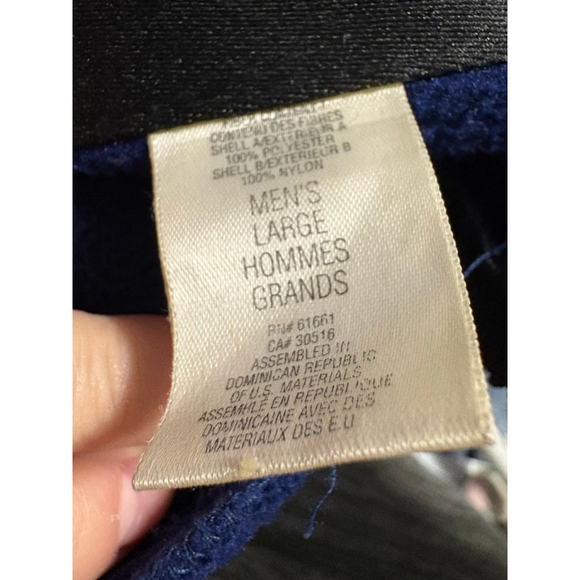 CONTENU DES FIBRES
SHELL A/EXTERIEUR A
100% POLYESTER
SHELL B/EXTERIEUR B
100% NYLON
MEN'S
LARGE
HOMMES
GRANDS
RN# 61661
CA# 30516
ASSEMBLED IN
DOMINICAN REPUBLIC
OF U.S. MATERIALS
ASSEMBLÉ EN REPUBLIQUE
DOMINICAINE AVEC DES
MATERIAUX DES E.U